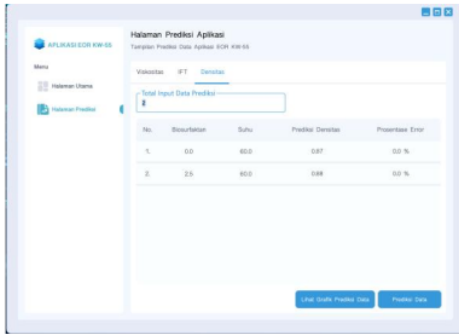 APLIKASI EOR KW-55
Menu
Halaman Utama
Halaman Prediksi
Halaman Prediksi Aplikasi
Tampilan Prediksi Data Aplikasi EOR KW-55
Viskositas IFT Densitas
Total Input Data Prediksi
2
No. Biosurfaktan Suhu Prediksi Densitas Prosentase Error
1. 0.0 60.0 0.87 0.0 %
2. 2.5 60.0 0.88 0.0 %
Lihat Grafik Prediksi Data Prediksi Data